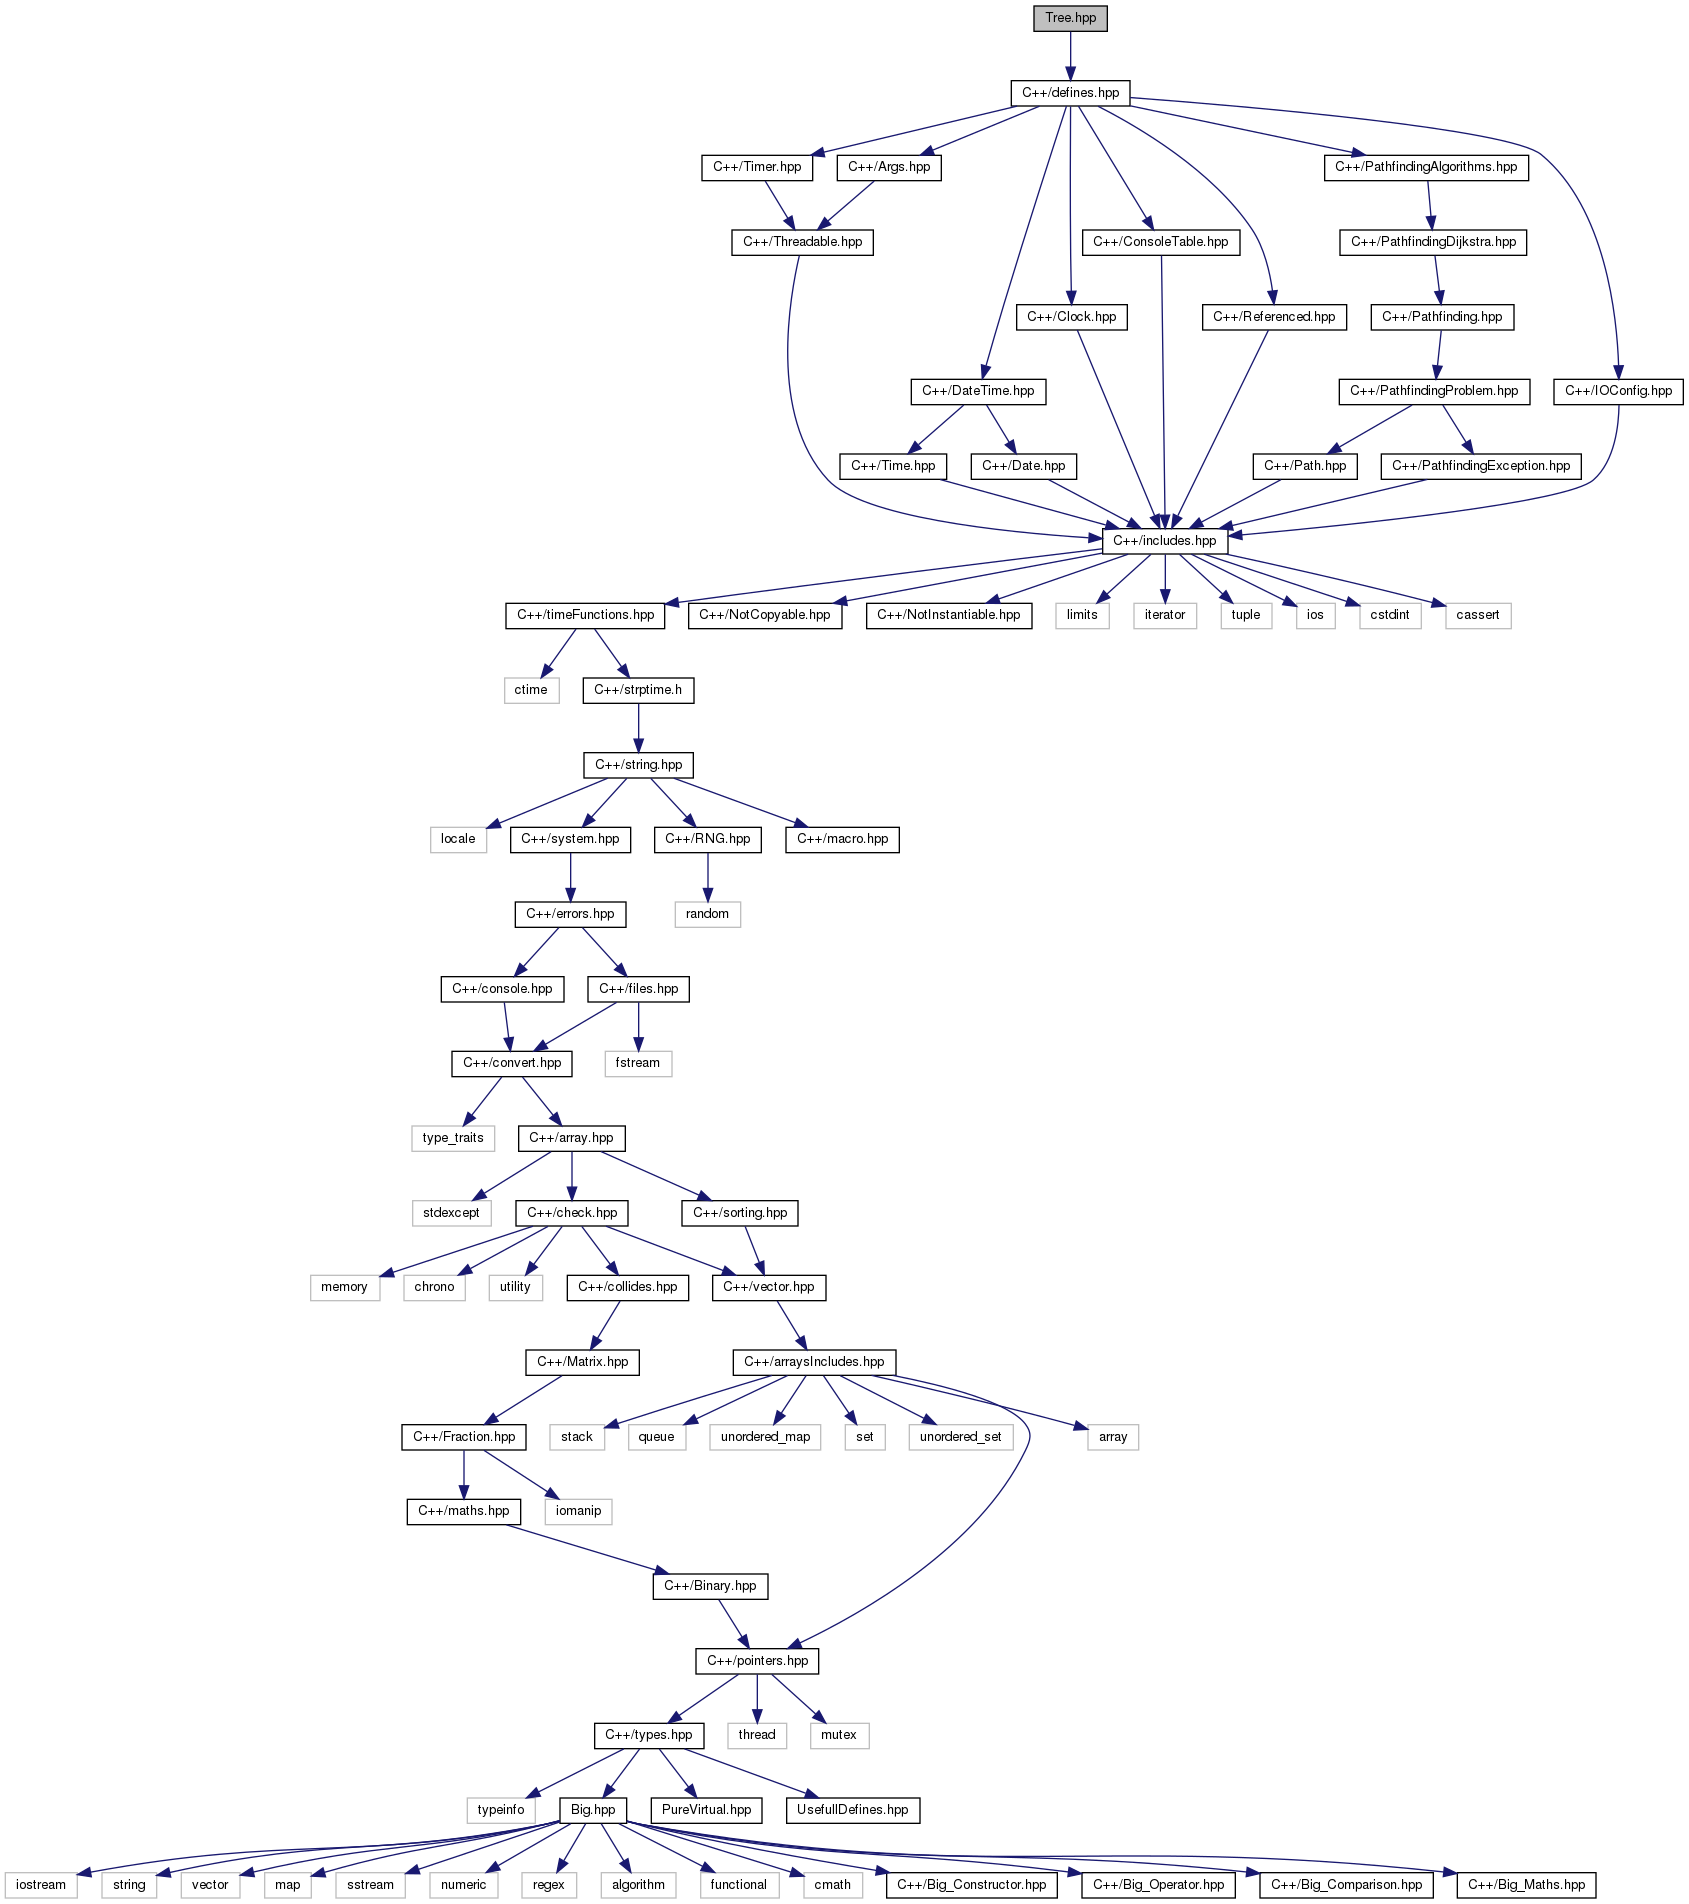 Tree.hpp
C++/defines.hpp
C++/Timer.hpp
C++/Args.hpp
C++/PathfindingAlgorithms.hpp
C++/Threadable.hpp
C++/ConsoleTable.hpp
C++/PathfindingDijkstra.hpp
C++/Clock.hpp
C++/Referenced.hpp
C++/Pathfinding.hpp
C++/DateTime.hpp
C++/PathfindingProblem.hpp
C++/IOConfig.hpp
C++/Time.hpp
C++/Date.hpp
C++/Path.hpp
C++/PathfindingException.hpp
C++/includes.hpp
C++/timeFunctions.hpp
C++/NotCopyable.hpp
C++/NotInstantiable.hpp
limits
iterator
tuple
ios
cstdint
cassert
ctime
C++/strptime.h
C++/string.hpp
locale
C++/system.hpp
C++/RNG.hpp
C++/macro.hpp
C++/errors.hpp
random
C++/console.hpp
C++/files.hpp
C++/convert.hpp
fstream
type_traits
C++/array.hpp
stdexcept
C++/check.hpp
C++/sorting.hpp
memory
chrono
utility
C++/collides.hpp
C++/vector.hpp
C++/Matrix.hpp
C++/arraysIncludes.hpp
C++/Fraction.hpp
stack
queue
unordered_map
set
unordered_set
array
C++/maths.hpp
iomanip
C++/Binary.hpp
C++/pointers.hpp
C++/types.hpp
thread
mutex
typeinfo
Big.hpp
PureVirtual.hpp
UsefullDefines.hpp
iostream
string
vector
map
sstream
numeric
regex
algorithm
functional
cmath
C++/Big_Constructor.hpp
C++/Big_Operator.hpp
C++/Big_Comparison.hpp
C++/Big_Maths.hpp